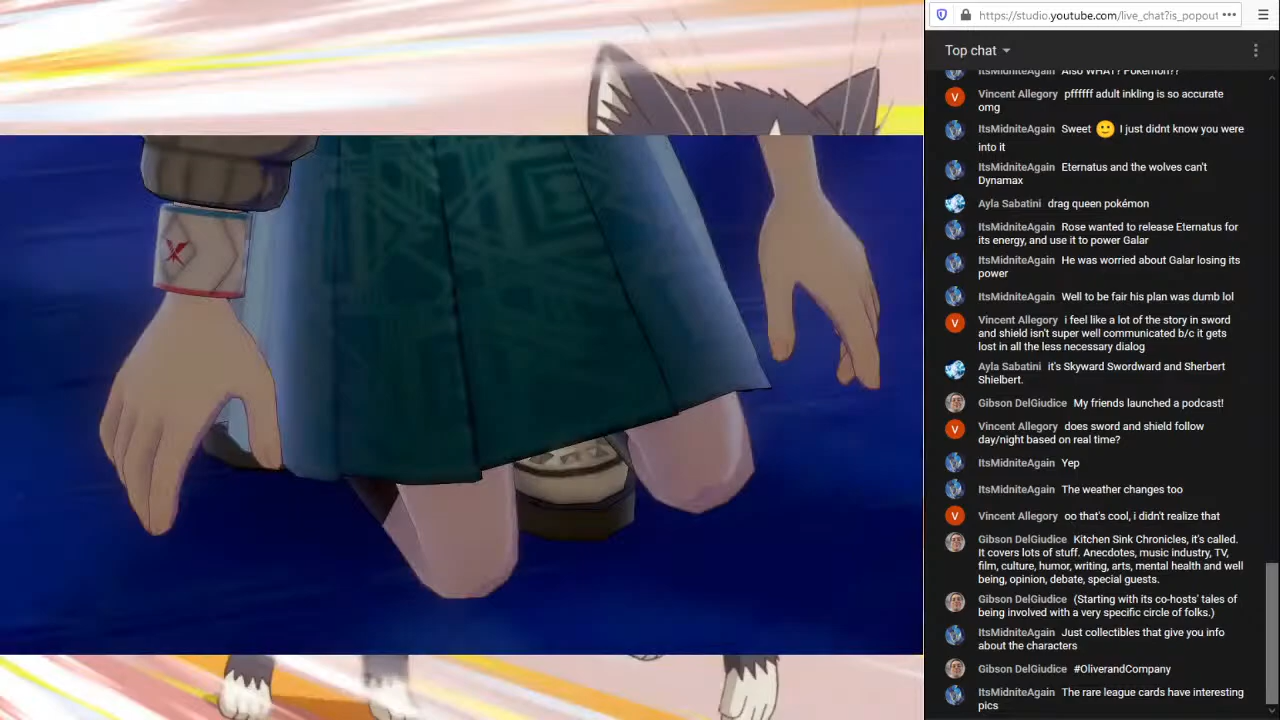 https://studio.youtube.com/live_chat?is_popout
Top chat
ItsMidniteAgain Also WHAT? Pokemon??
Vincent Allegory pffffff adult inkling is so accurate
omg
ItsMidniteAgain Sweet 🙂 I just didnt know you were
into it
ItsMidniteAgain Eternatus and the wolves can't
Dynamax
Ayla Sabatini drag queen pokémon
ItsMidniteAgain Rose wanted to release Eternatus for
its energy, and use it to power Galar
ItsMidniteAgain He was worried about Galar losing its
power
ItsMidniteAgain Well to be fair his plan was dumb lol
Vincent Allegory i feel like a lot of the story in sword
and shield isn't super well communicated b/c it gets
lost in all the less necessary dialog
Ayla Sabatini it's Skyward Swordward and Sherbert
Shielbert.
Gibson DelGiudice My friends launched a podcast!
Vincent Allegory does sword and shield follow
day/night based on real time?
ItsMidniteAgain Yep
ItsMidniteAgain The weather changes too
Vincent Allegory oo that's cool, i didn't realize that
Gibson DelGiudice Kitchen Sink Chronicles, it's called.
It covers lots of stuff. Anecdotes, music industry, TV,
film, culture, humor, writing, arts, mental health and well
being, opinion, debate, special guests.
Gibson DelGiudice (Starting with its co-hosts' tales of
being involved with a very specific circle of folks.)
ItsMidniteAgain Just collectibles that give you info
about the characters
Gibson DelGiudice #OliverandCompany
ItsMidniteAgain The rare league cards have interesting
pics